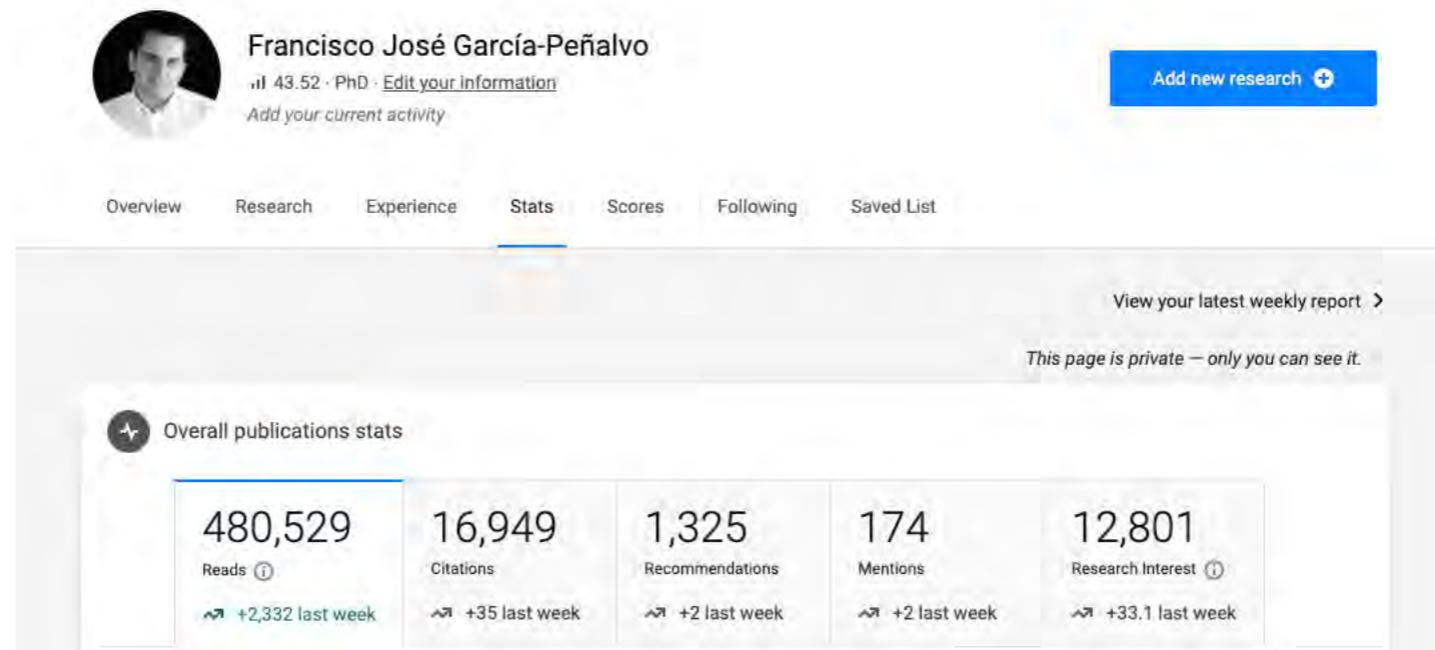 Francisco José García-Peñalvo
43.52 · PhD · Edit your information
Add your current activity
Add new research
Overview Research Experience Stats Scores Following Saved List
View your latest weekly report
This page is private — only you can see it.
Overall publications stats
480,529 16,949 1,325 174 12,801
Reads Citations Recommendations Mentions Research Interest
+2,332 last week +35 last week +2 last week +2 last week +33.1 last week